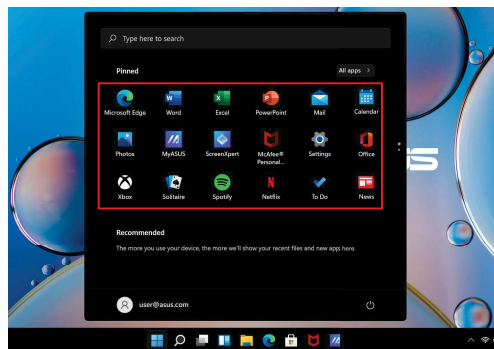 Type here to search
Pinned
All apps >
Microsoft Edge
Word
Excel
PowerPoint
Mail
Calendar
Photos
MyASUS
ScreenXpert
McAfee®
Personal...
Settings
Office
Xbox
Solitaire
Spotify
Netflix
To Do
News
Recommended
The more you use your device, the more we'll show your recent files and new apps here.
user@asus.com